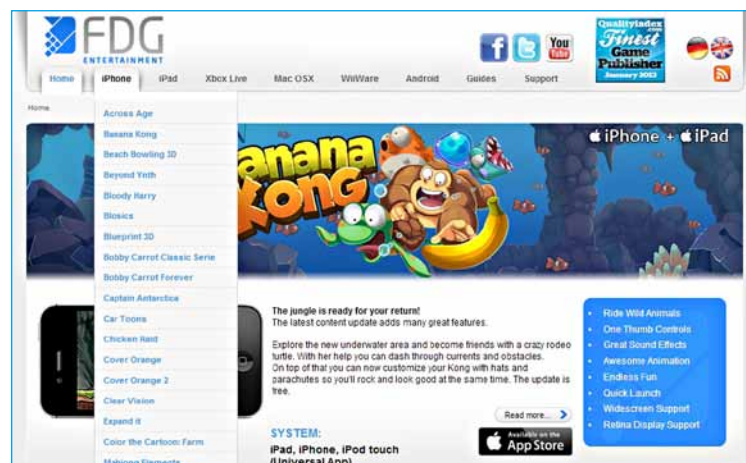 FDG
ENTERTAINMENT
You
Tube
Qualityindex
.com
Finest
Game
Publisher
January 2013
Home iPhone iPad Xbox Live Mac OSX WiiWare Android Guides Support
Home
Across Age
Banana Kong
Beach Bowling 3D
Beyond Ynth
Bloody Harry
Blosics
Blueprint 3D
Bobby Carrot Classic Serie
Bobby Carrot Forever
Captain Antarctica
Car Toons
Chicken Raid
Cover Orange
Cover Orange 2
Clear Vision
Expand it
Color the Cartoon: Farm
Mahjong Elements
anana
Kong
iPhone + iPad
The jungle is ready for your return!
The latest content update adds many great features.
Explore the new underwater area and become friends with a crazy rodeo
turtle. With her help you can dash through currents and obstacles.
On top of that you can now customize your Kong with hats and
parachutes so you'll rock and look good at the same time. The update is
free.
Read more...
SYSTEM:
iPad, iPhone, iPod touch
(Universal App)
Available on the
App Store
Ride Wild Animals
One Thumb Controls
Great Sound Effects
Awesome Animation
Endless Fun
Quick Launch
Widescreen Support
Retina Display Support